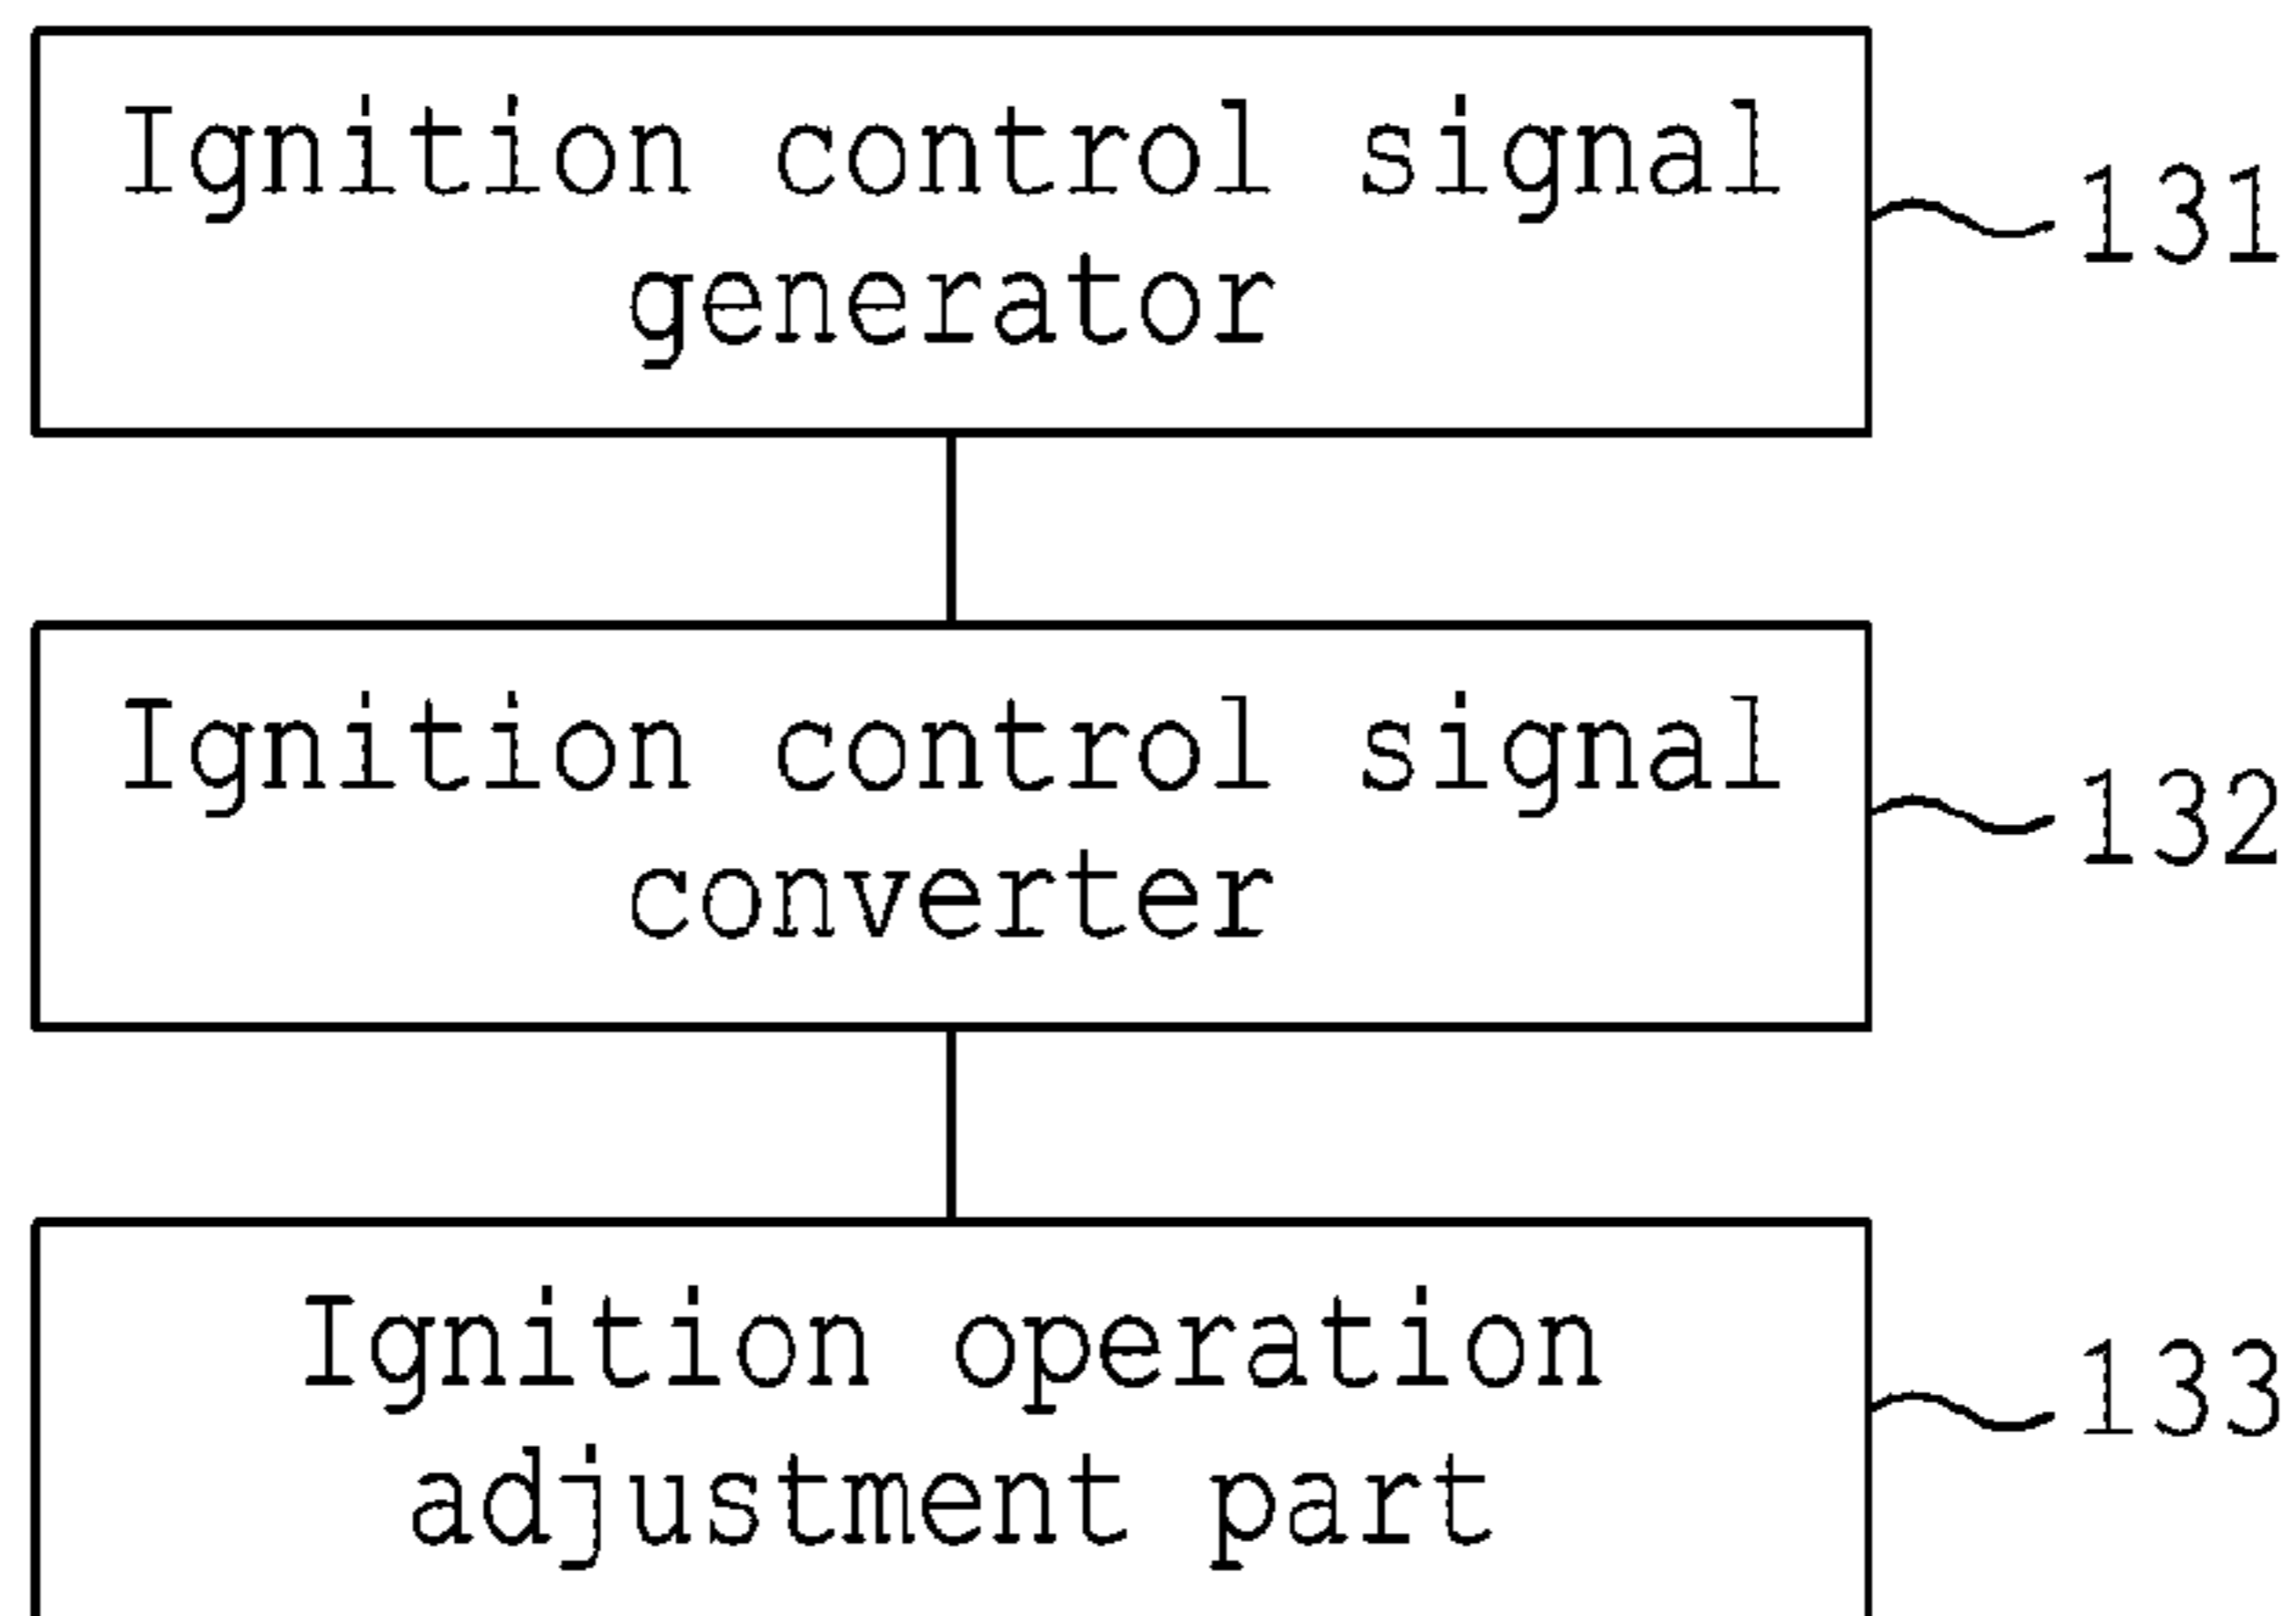 Ignition control signal
generator
131
Ignition control signal
converter
132
Ignition operation
adjustment part
133